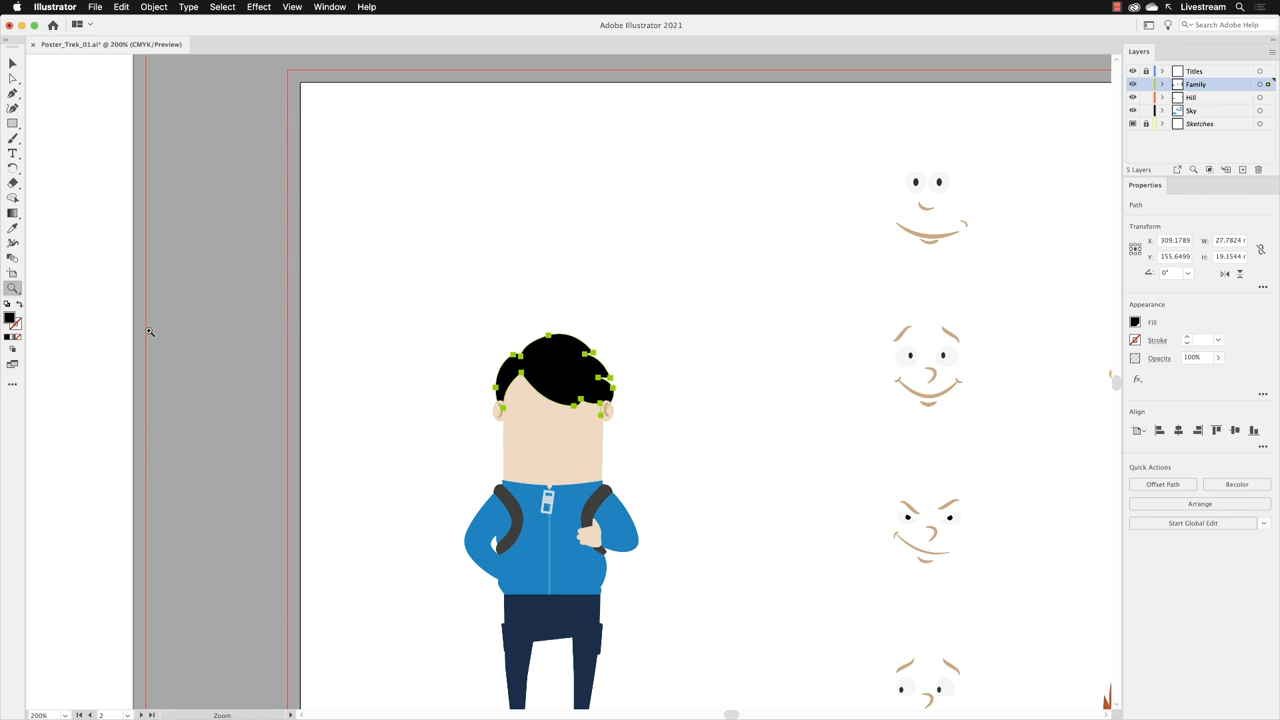 Illustrator File Edit Object Type Select Effect View Window Help Livestream
Adobe Illustrator 2021
Search Adobe Help
Poster_Trek_01.ai* @ 200% (CMYK/Preview)
Layers
Titles
Family
Hill
Sky
Sketches
5 Layers
Properties
Path
Transform
X: 309.1789 W: 27.7824 r
Y: 155.6499 H: 19.1544 r
0°
Appearance
Fill
Stroke
Opacity 100%
fx.
Align
Quick Actions
Offset Path Recolor
Arrange
Start Global Edit
200% 2 Zoom